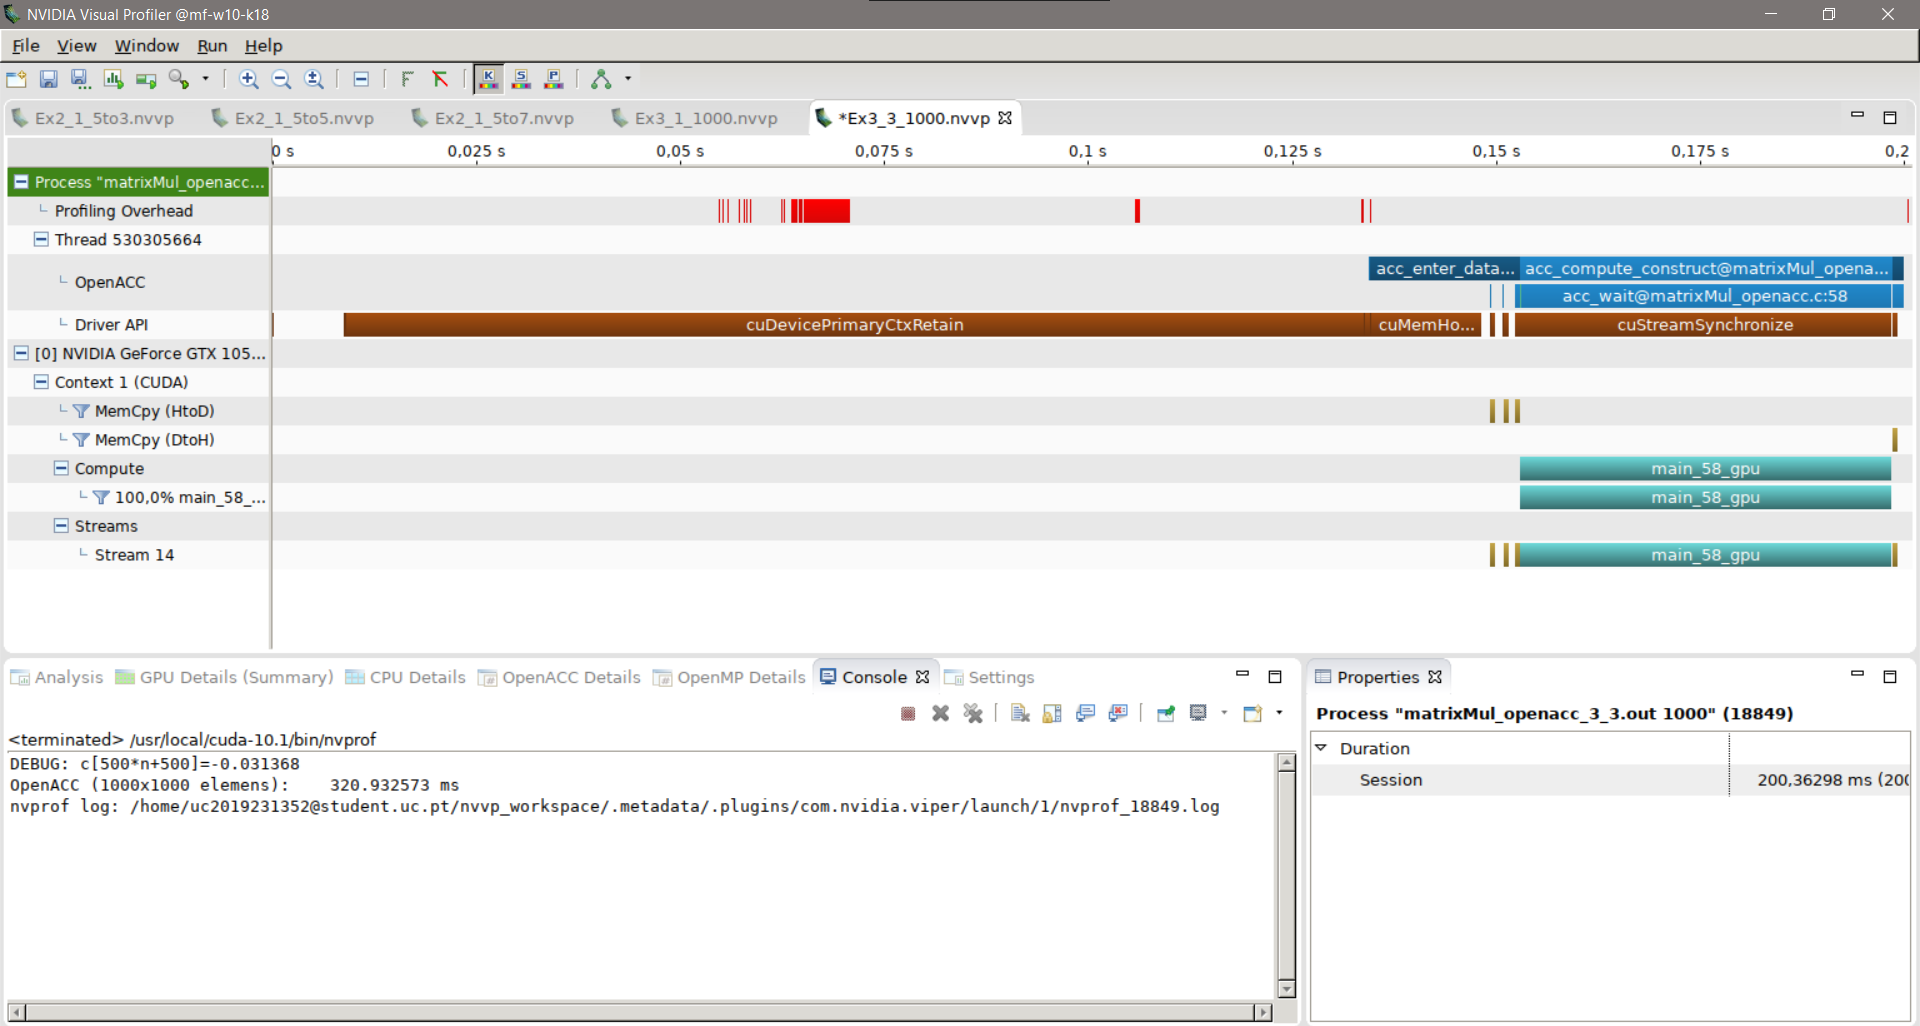 NVIDIA Visual Profiler @mf-w10-k18
File View Window Run Help
K S P
Ex2_1_5to3.nvvp Ex2_1_5to5.nvvp Ex2_1_5to7.nvvp Ex3_1_1000.nvvp *Ex3_3_1000.nvvp
0 s 0,025 s 0,05 s 0,075 s 0,1 s 0,125 s 0,15 s 0,175 s 0,2
Process "matrixMul_openacc...
Profiling Overhead
Thread 530305664
acc_enter_data... acc_compute_construct@matrixMul_opena...
OpenACC
acc_wait@matrixMul_openacc.c:58
Driver API cuDevicePrimaryCtxRetain cuMemHo... cuStreamSynchronize
[0] NVIDIA GeForce GTX 105...
Context 1 (CUDA)
MemCpy (HtoD)
MemCpy (DtoH)
Compute main_58_gpu
100,0% main_58_... main_58_gpu
Streams
Stream 14 main_58_gpu
Analysis GPU Details (Summary) CPU Details OpenACC Details OpenMP Details Console Settings
<terminated> /usr/local/cuda-10.1/bin/nvprof
DEBUG: c[500*n+500]=-0.031368
OpenACC (1000x1000 elemens): 320.932573 ms
nvprof log: /home/uc2019231352@student.uc.pt/nvvp_workspace/.metadata/.plugins/com.nvidia.viper/launch/1/nvprof_18849.log
Properties
Process "matrixMul_openacc_3_3.out 1000" (18849)
Duration
Session 200,36298 ms (200